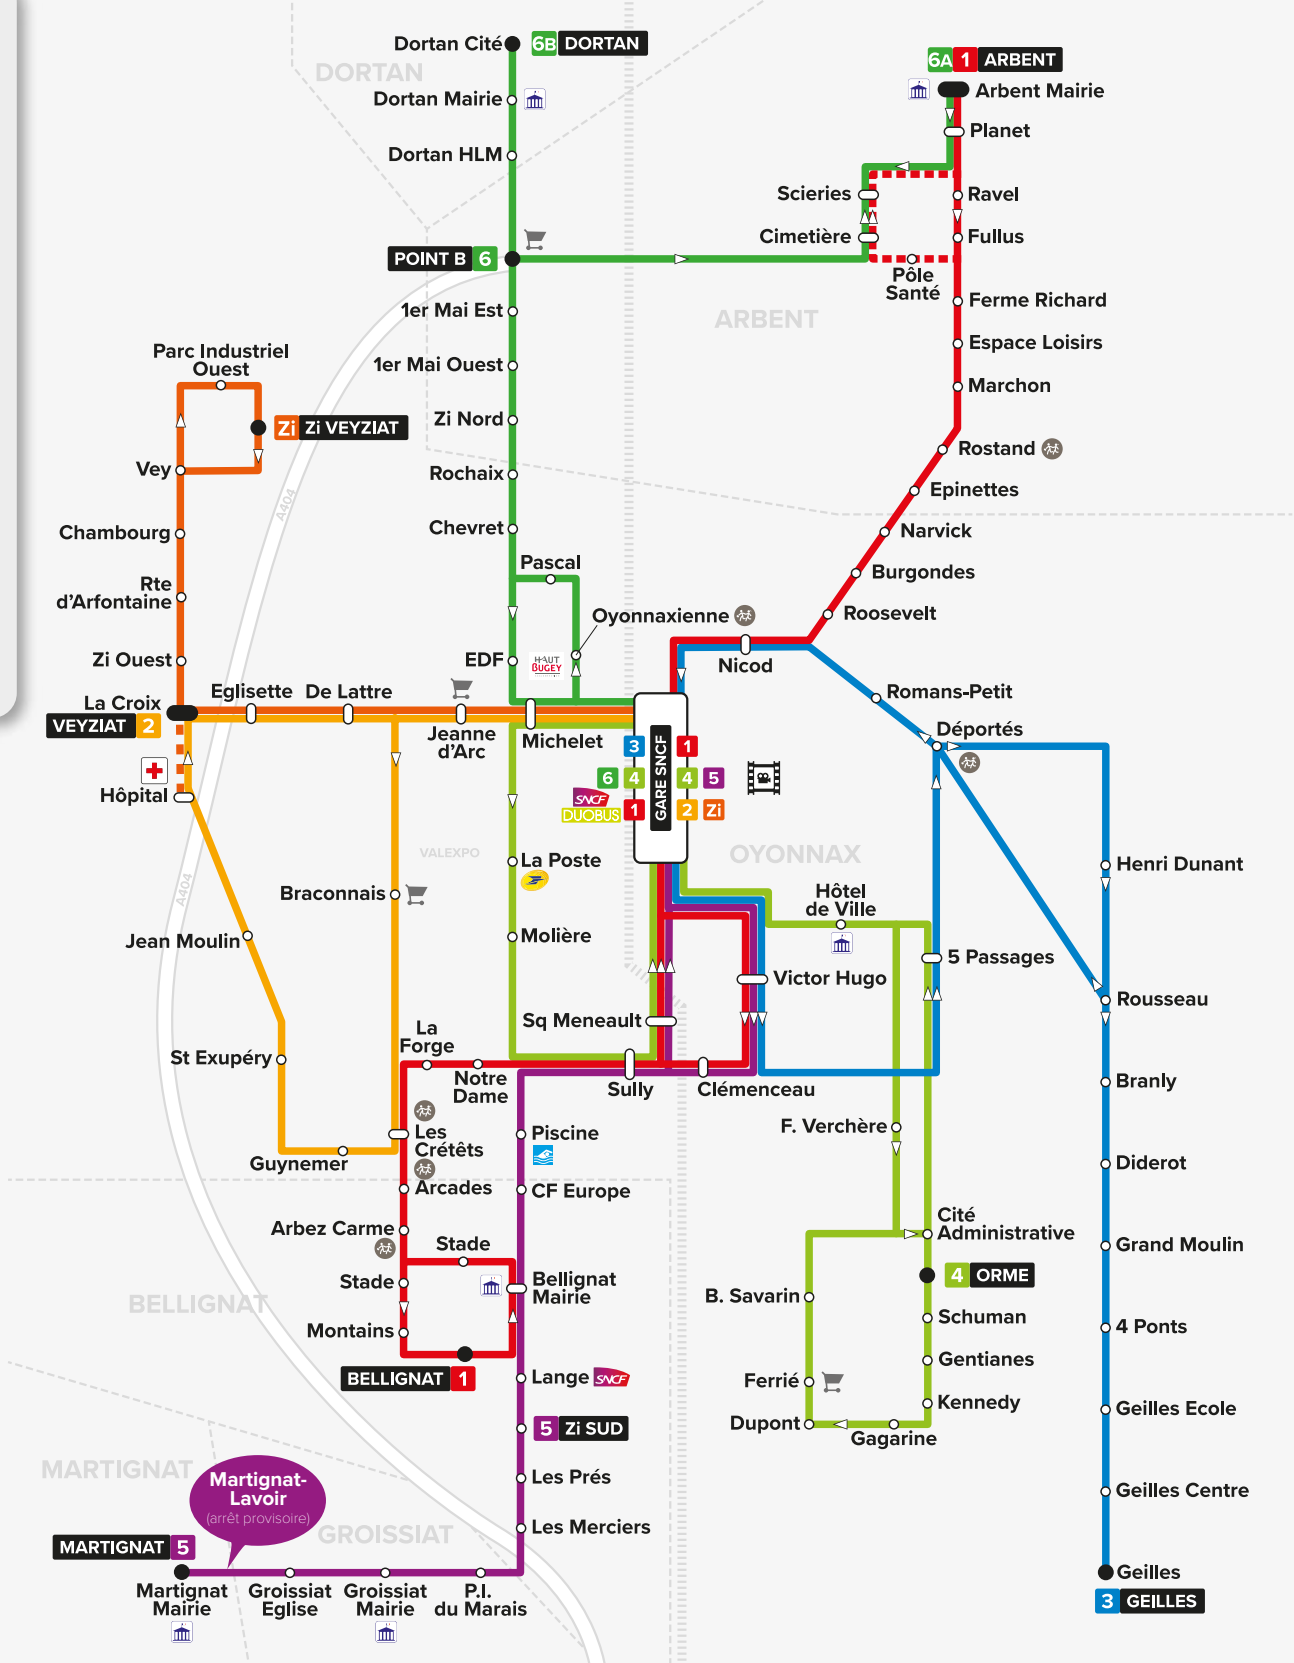 Dortan Cité
6B DORTAN
DORTAN
Dortan Mairie
Dortan HLM
POINT B 6
6A 1 ARBENT
Arbent Mairie
Planet
Scieries
Ravel
Cimetière
Fullus
Pôle
Santé
Ferme Richard
ARBENT
Espace Loisirs
Marchon
Rostand
Epinettes
Narvick
Burgondes
Roosevelt
1er Mai Est
1er Mai Ouest
Zi Nord
Rochaix
Chevret
Pascal
Oyonnaxienne
EDF
HAUT
BUGEY
Parc Industriel
Ouest
Zi Zi VEYZIAT
Vey
A404
Chambourg
Rte
d'Arfontaine
Zi Ouest
La Croix
VEYZIAT 2
Eglisette
De Lattre
Jeanne
d'Arc
Michelet
Hôpital
Nicod
Romans-Petit
Déportés
GARE SNCF
3
1
6 4
4 5
SNCF
DUOBUS
1
2 Zi
VALEXPO
OYONNAX
La Poste
Molière
Braconnais
A404
Jean Moulin
St Exupéry
Guynemer
Hôtel
de Ville
5 Passages
Victor Hugo
Sq Meneault
La
Forge
Notre
Dame
Sully
Clémenceau
Henri Dunant
Rousseau
Branly
Diderot
Grand Moulin
4 Ponts
Geilles Ecole
Geilles Centre
Geilles
3 GEILLES
F. Verchère
Cité
Administrative
4 ORME
B. Savarin
Schuman
Gentianes
Ferrié
Kennedy
Dupont
Gagarine
Les
Crétêts
Arcades
Arbez Carme
Stade
Stade
Montains
BELLIGNAT 1
BELLIGNAT
Piscine
CF Europe
Bellignat
Mairie
Lange SNCF
5 Zi SUD
Les Prés
Les Merciers
MARTIGNAT
Martignat-
Lavoir
(arrêt provisoire)
GROISSIAT
MARTIGNAT 5
Martignat
Mairie
Groissiat
Eglise
Groissiat
Mairie
P.I.
du Marais